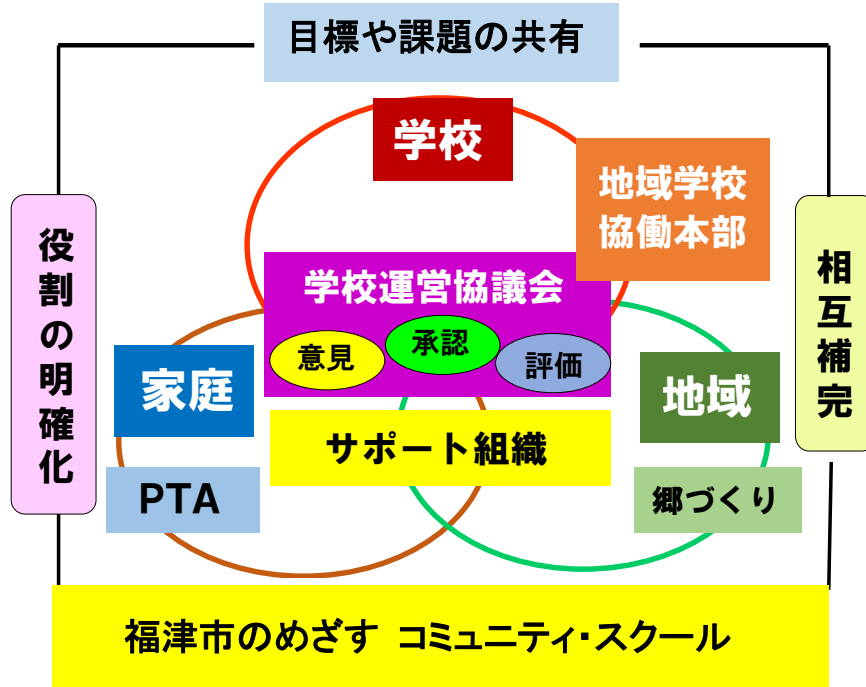 目標や課題の共有
学校
地域学校
協働本部
役割の明確化
相互補完
学校運営協議会
意見
承認
評価
家庭
地域
サポート組織
PTA
郷づくり
福津市のめざす コミュニティ・スクール